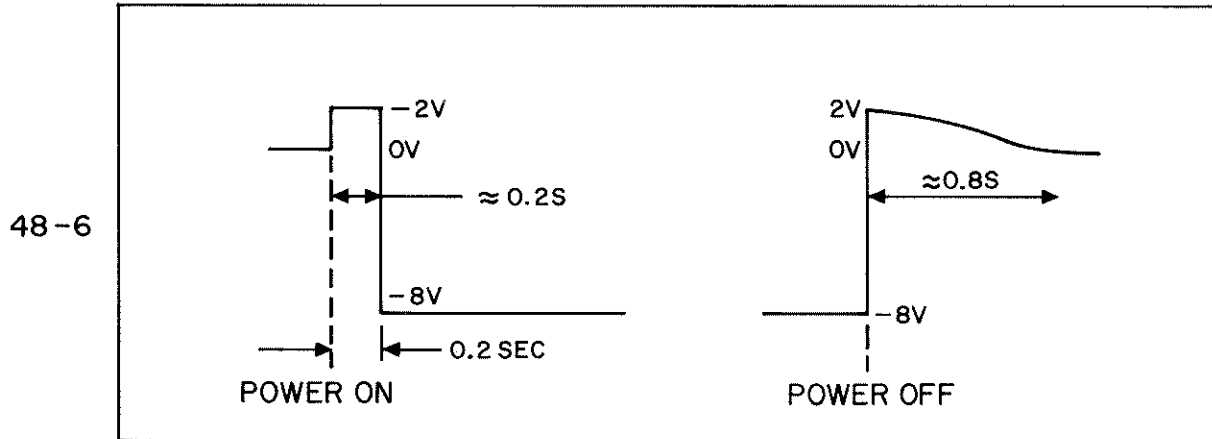 48-6
-2V
0V
≈ 0.2S
-8V
0.2 SEC
POWER ON
2V
0V
≈0.8S
-8V
POWER OFF